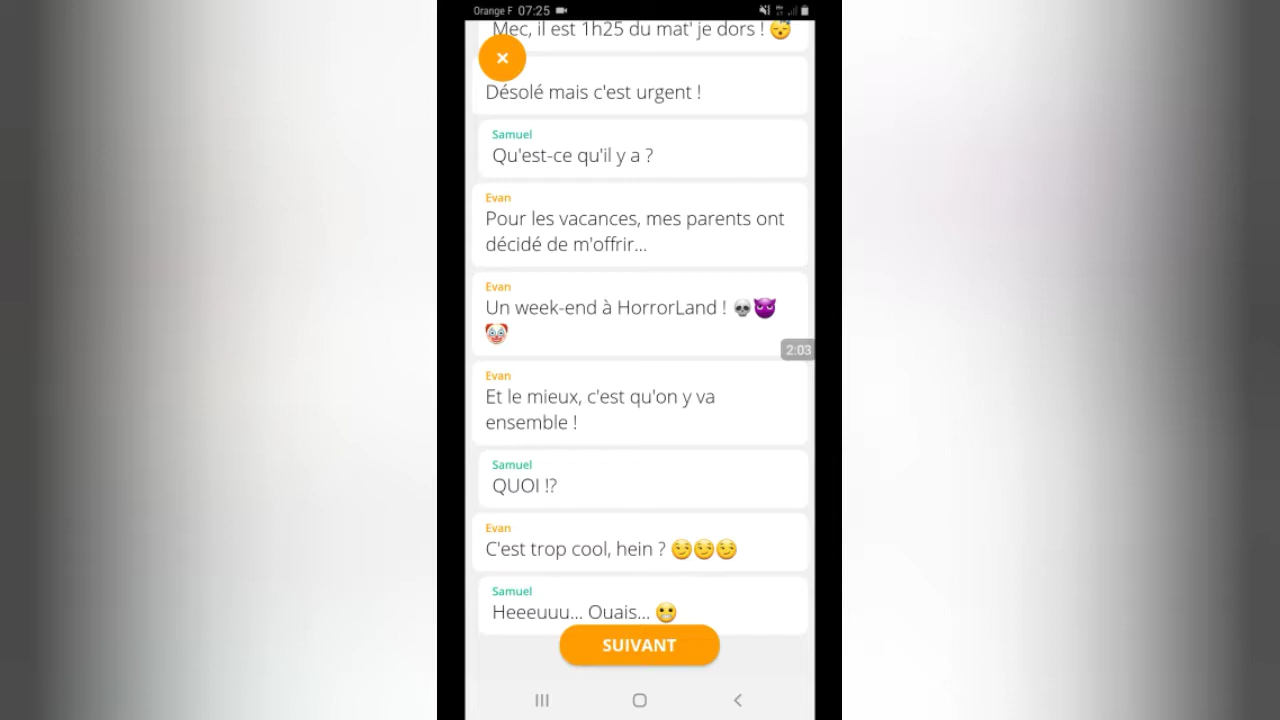 Orange F 07:25
Mec, il est 1h25 du mat' je dors ! 😴
×
Désolé mais c'est urgent !
Samuel
Qu'est-ce qu'il y a ?
Evan
Pour les vacances, mes parents ont
décidé de m'offrir...
Evan
Un week-end à HorrorLand ! 💀😈
🤡
2:03
Evan
Et le mieux, c'est qu'on y va
ensemble !
Samuel
QUOI !?
Evan
C'est trop cool, hein ? 😏😏😏
Samuel
Heeeuuu... Ouais... 😬
SUIVANT